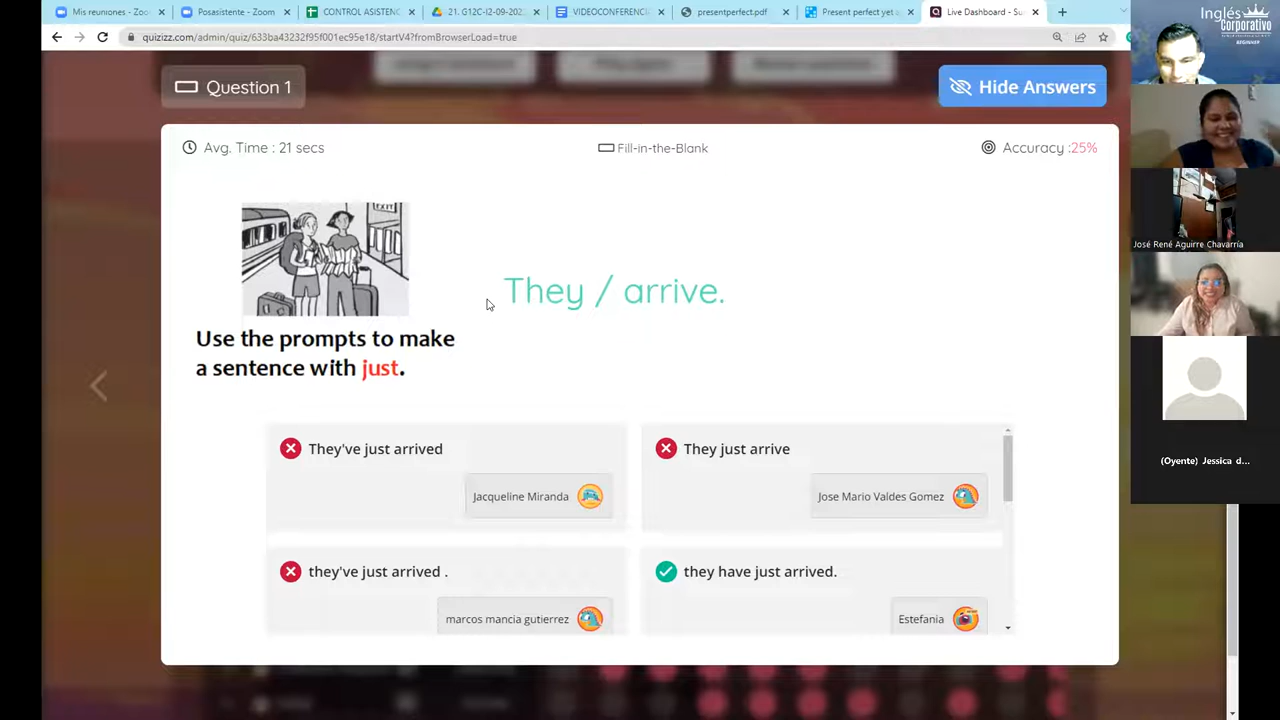 Mis reuniones - Zoo
Posasistente - Zoom
CONTROL ASISTENC
21. G12C-I2-09-2022
VIDEOCONFERENCI
presentperfect.pdf
Present perfect yet a
Live Dashboard - Su
quizizz.com/admin/quiz/633ba43232f95f001ec95e18/startV4?fromBrowserLoad=true
Inglés
Corporativo
BEGINNER
Question 1
Hide Answers
Avg. Time : 21 secs
Fill-in-the-Blank
Accuracy :25%
EXIT
They / arrive.
Use the prompts to make
a sentence with just.
They've just arrived
Jacqueline Miranda
They just arrive
Jose Mario Valdes Gomez
they've just arrived .
marcos mancia gutierrez
they have just arrived.
Estefania
José René Aguirre Chavarría
(Oyente) Jessica d...